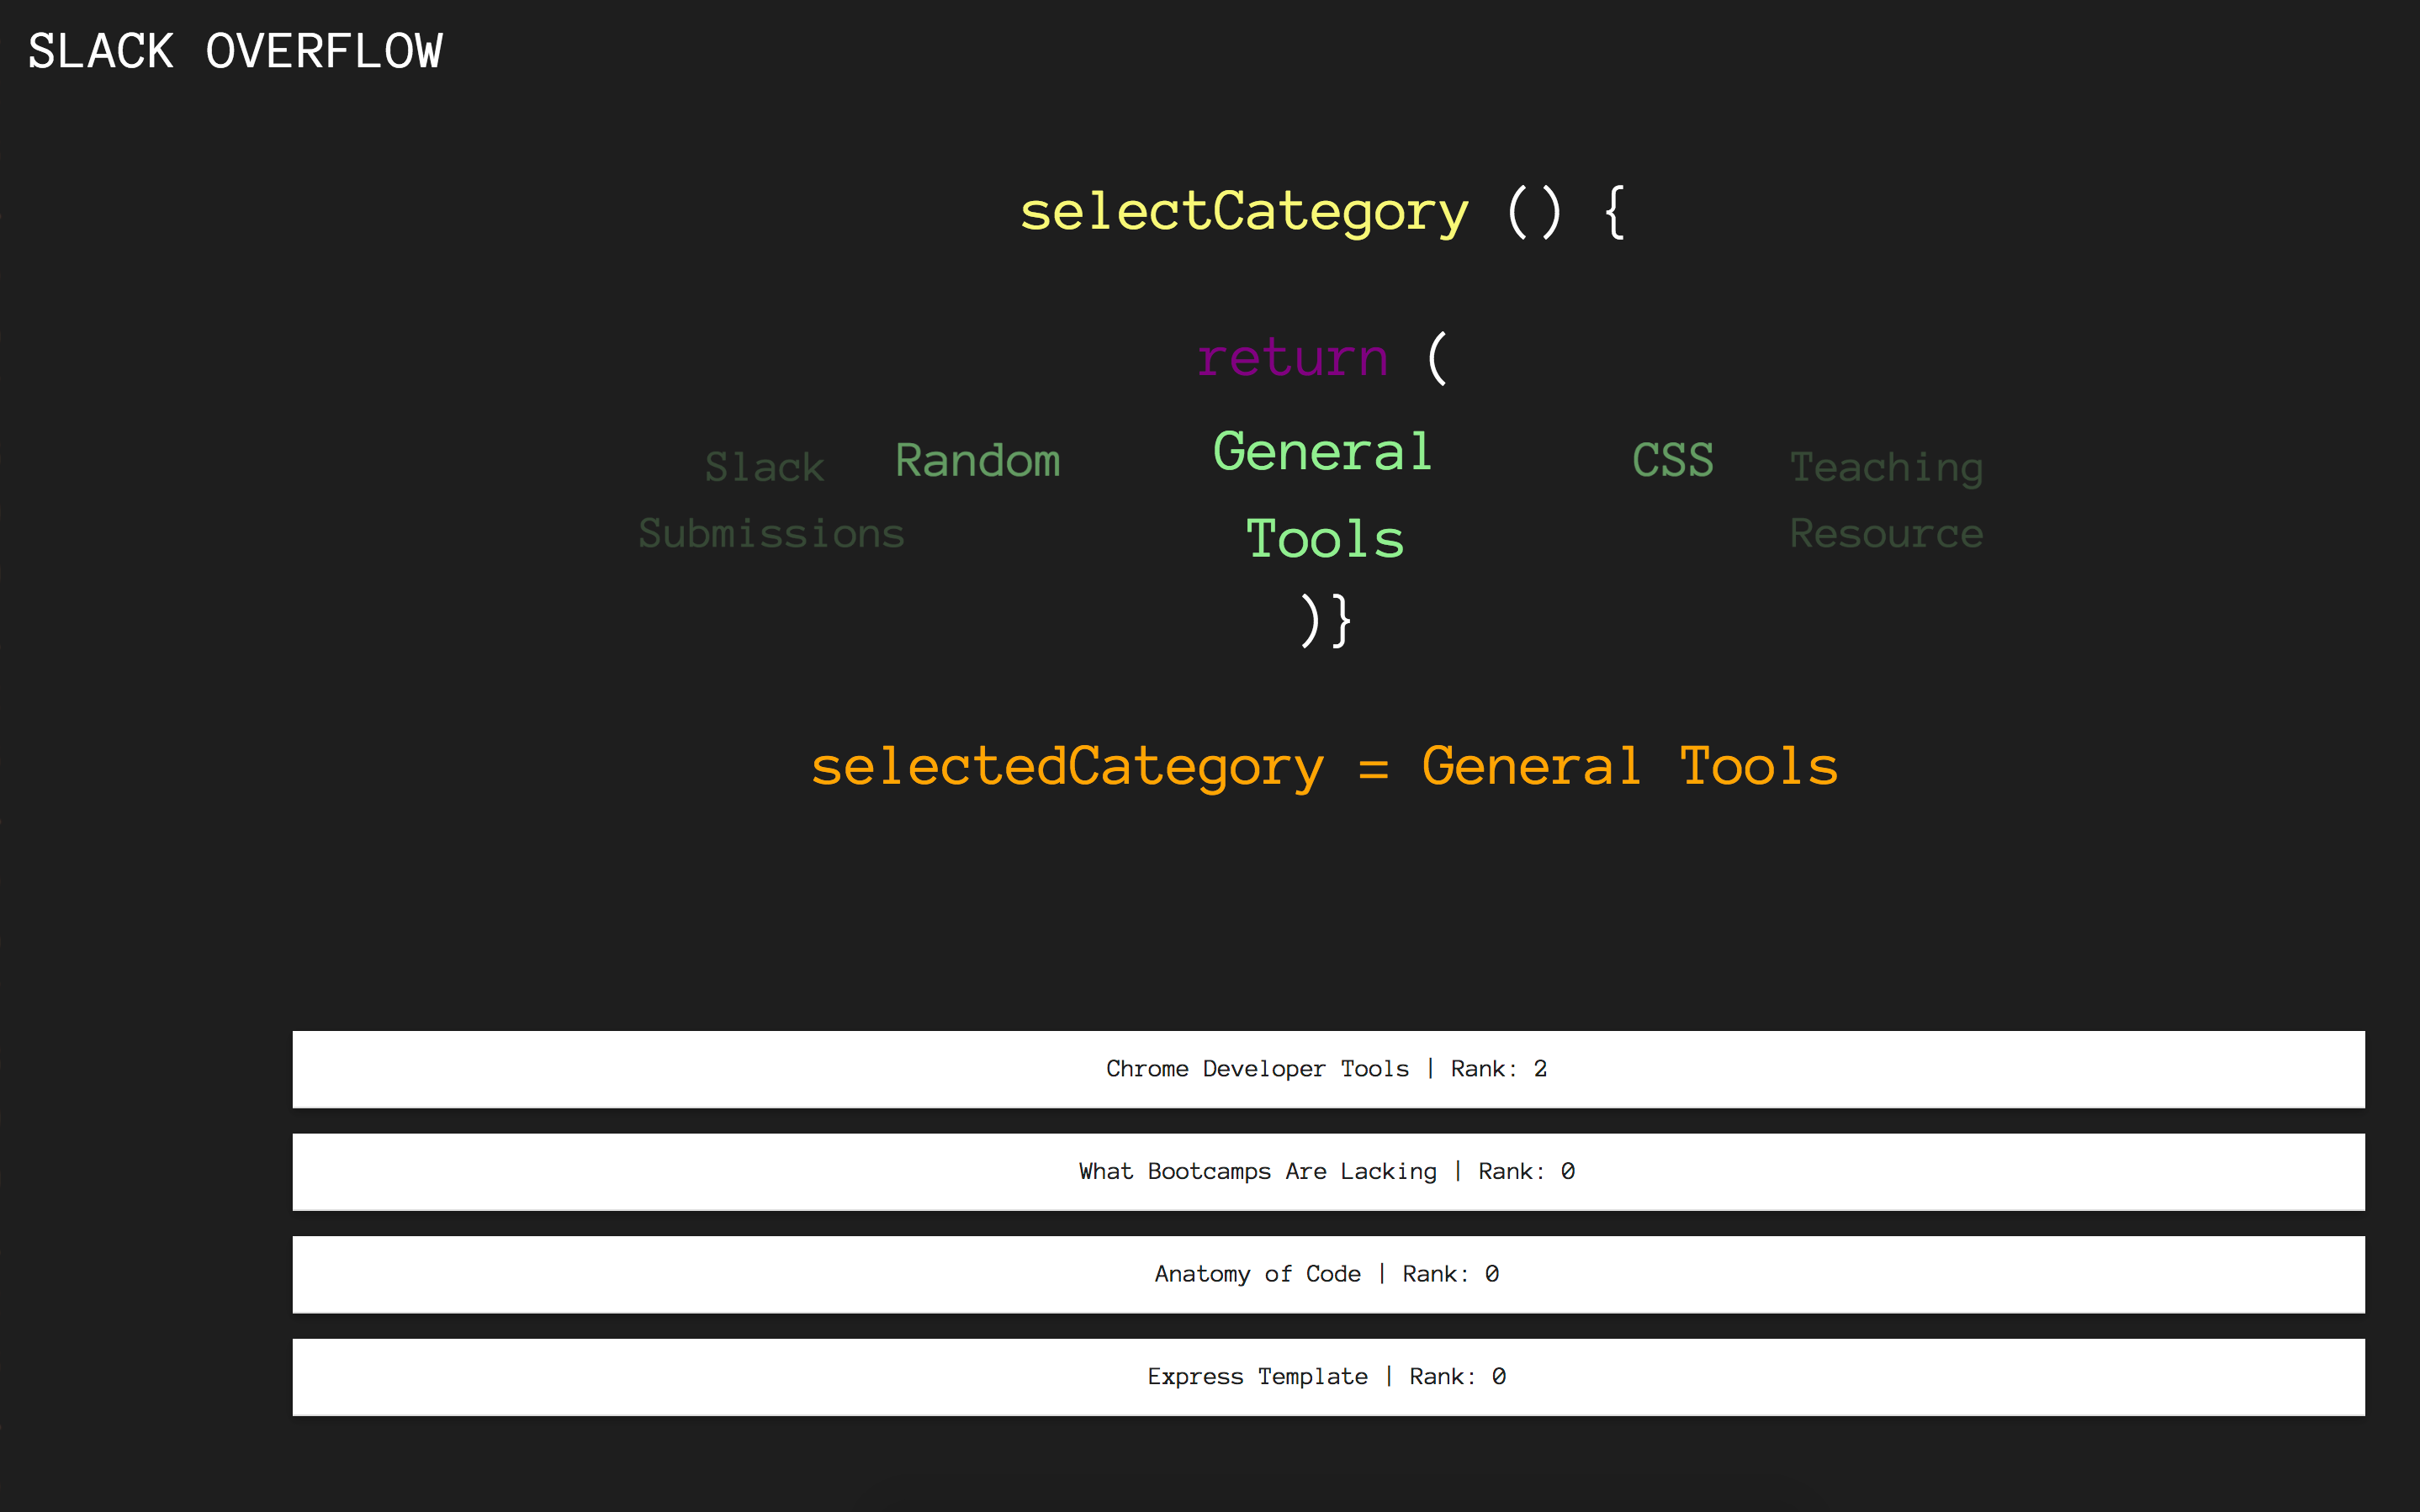 SLACK OVERFLOW
selectCategory () {
return (
Slack Random General CSS Teaching
Submissions Tools Resource
)}
selectedCategory = General Tools
Chrome Developer Tools | Rank: 2
What Bootcamps Are Lacking | Rank: 0
Anatomy of Code | Rank: 0
Express Template | Rank: 0